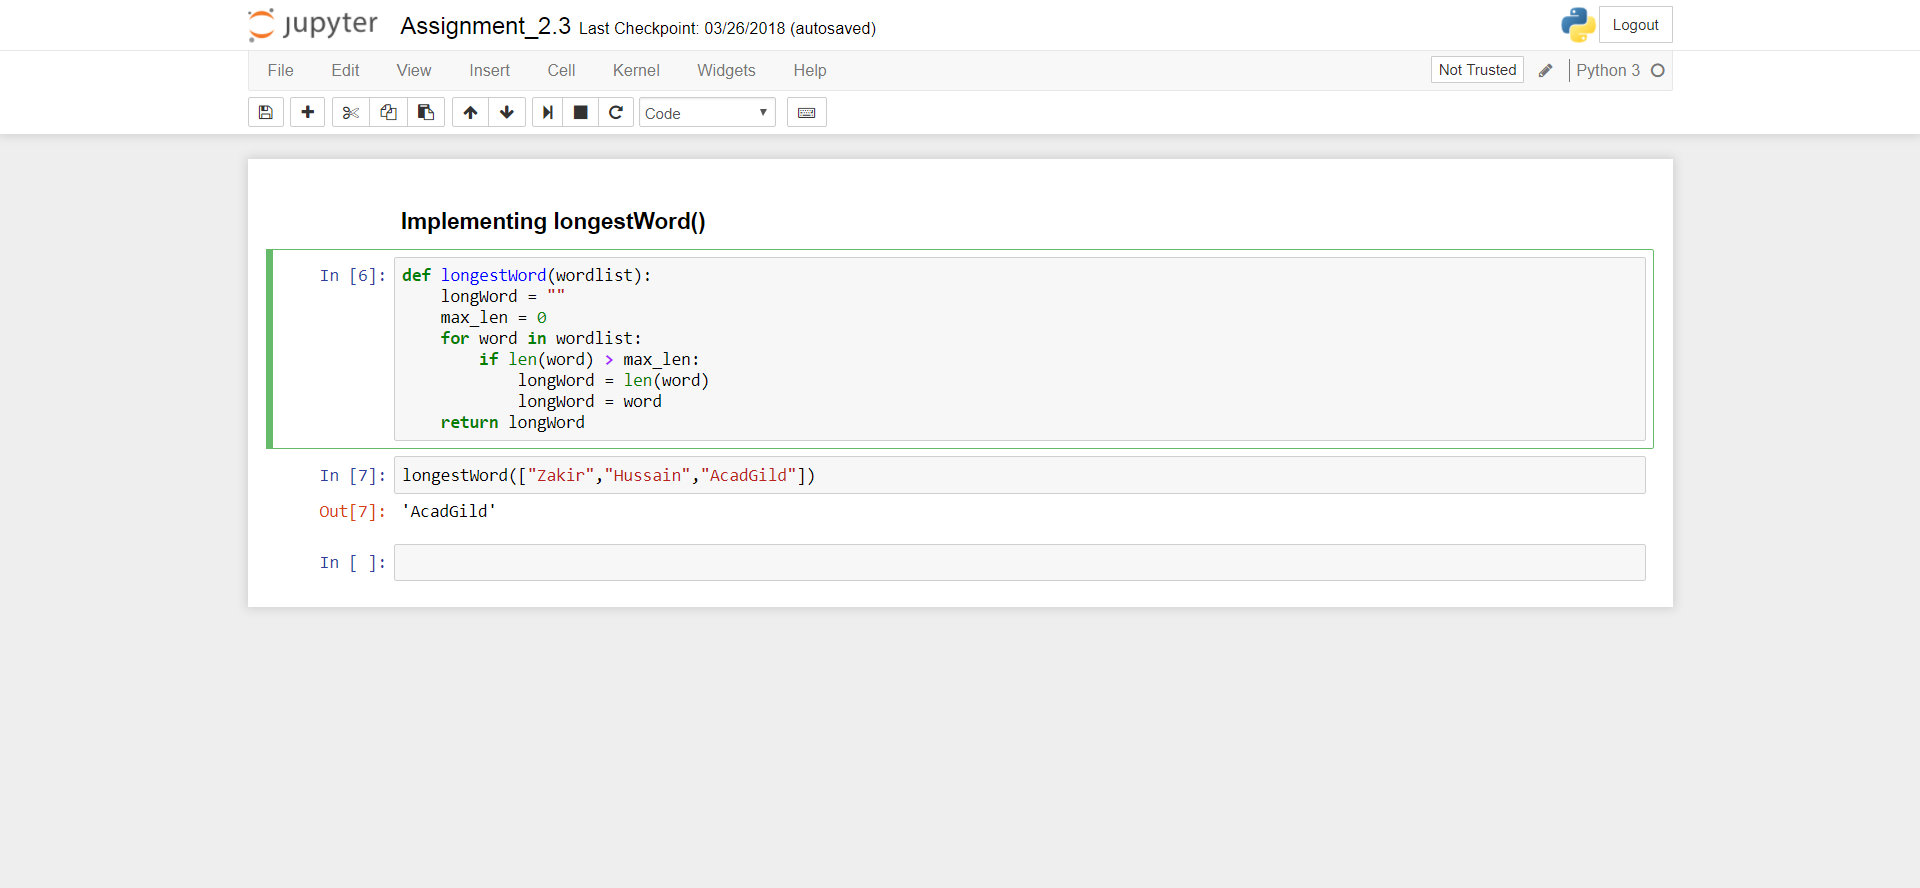 jupyter Assignment_2.3 Last Checkpoint: 03/26/2018 (autosaved) Logout
File Edit View Insert Cell Kernel Widgets Help Not Trusted Python 3
Code
Implementing longestWord()
In [6]: def longestWord(wordlist):
    longWord = ""
    max_len = 0
    for word in wordlist:
        if len(word) > max_len:
            longWord = len(word)
            longWord = word
    return longWord
In [7]: longestWord(["Zakir","Hussain","AcadGild"])
Out[7]: 'AcadGild'
In [ ]: